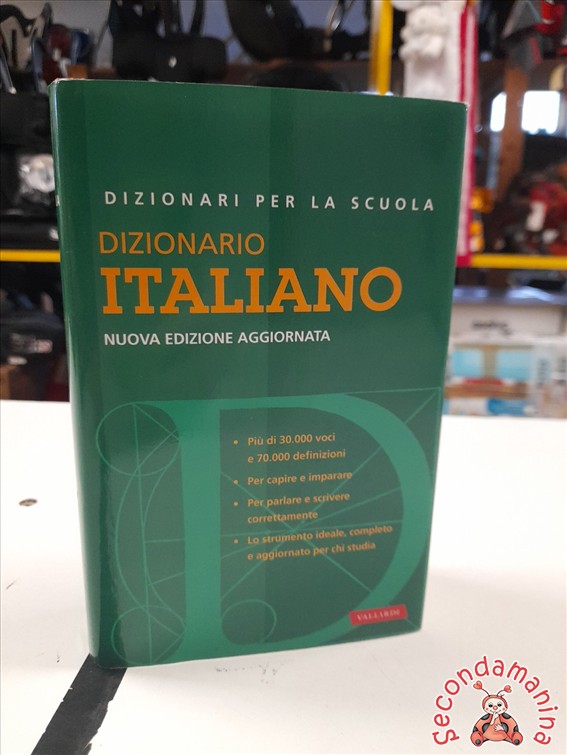 DIZIONARI PER LA SCUOLA
DIZIONARIO
ITALIANO
NUOVA EDIZIONE AGGIORNATA
• Più di 30.000 voci
e 70.000 definizioni
• Per capire e imparare
• Per parlare e scrivere
correttamente
• Lo strumento ideale, completo
e aggiornato per chi studia
VALLARDI
Secondamanina